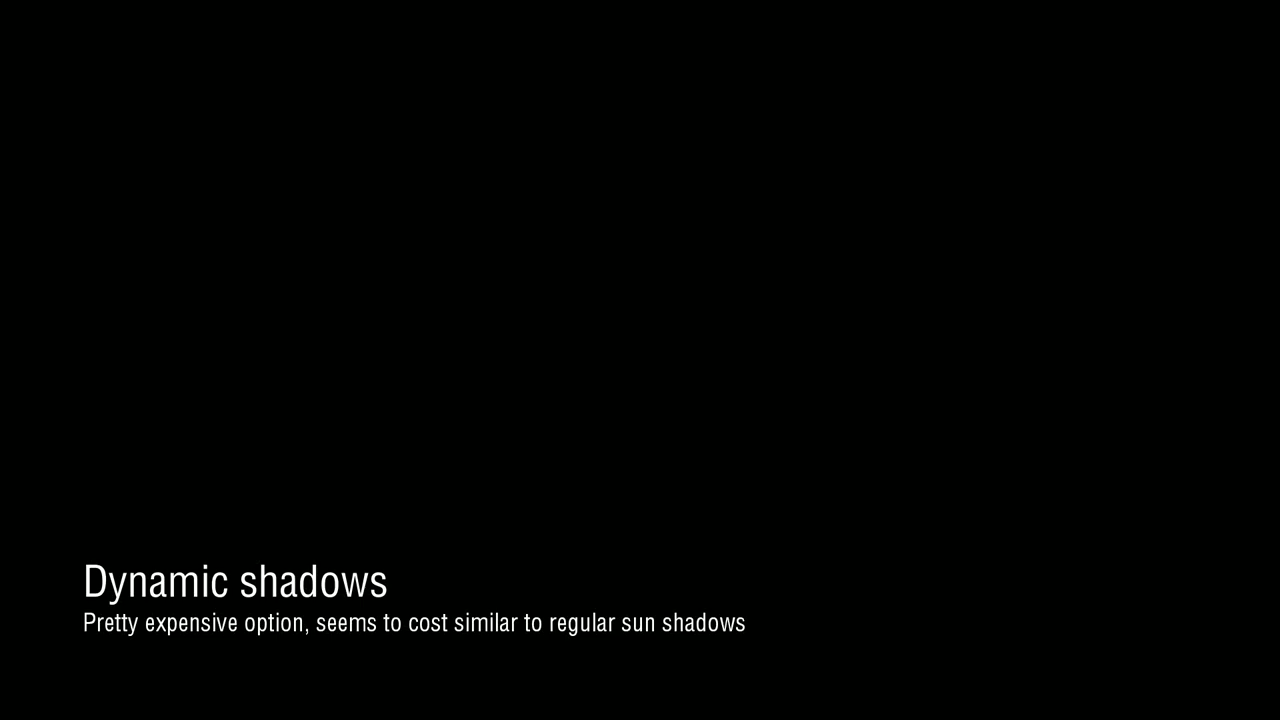 Dynamic shadows
Pretty expensive option, seems to cost similar to regular sun shadows